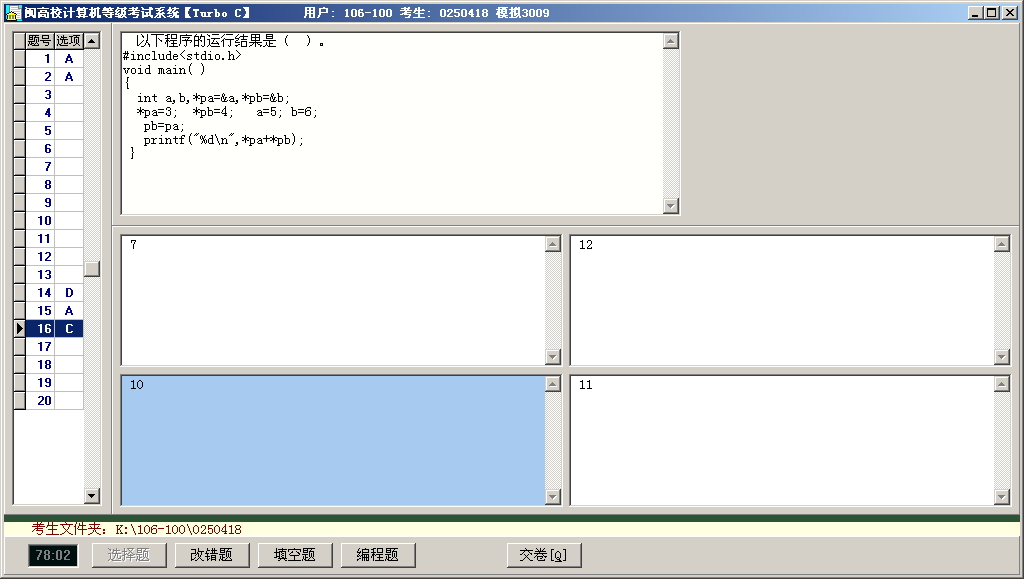 闽高校计算机等级考试系统【Turbo C】 用户: 106-100 考生: 0250418 模拟3009
题号 选项
1 A
2 A
3
4
5
6
7
8
9
10
11
12
13
14 D
15 A
16 C
17
18
19
20
以下程序的运行结果是（ ）。
#include<stdio.h>
void main( )
{
int a,b,*pa=&a,*pb=&b;
*pa=3; *pb=4; a=5; b=6;
pb=pa;
printf("%d\n",*pa+*pb);
}
7
12
10
11
考生文件夹: K:\106-100\0250418
78:02 选择题 改错题 填空题 编程题 交卷[Q]